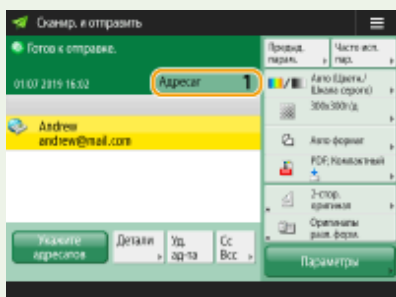 Сканир. и отправить
Готов к отправке.
01.07 2019 16:02
Адресат 1
Andrew
andrew@mail.com
Укажите
адресатов
Детали
Уд.
ад-та
Cc
Bcc
Предыд.
парам.
Часто исп.
пар.
Авто (Цветн./
Шкала серого)
300x300т/д
Авто формат
PDF; Компактный
2-стор.
оригинал
Оригиналы
разл. форм.
Параметры